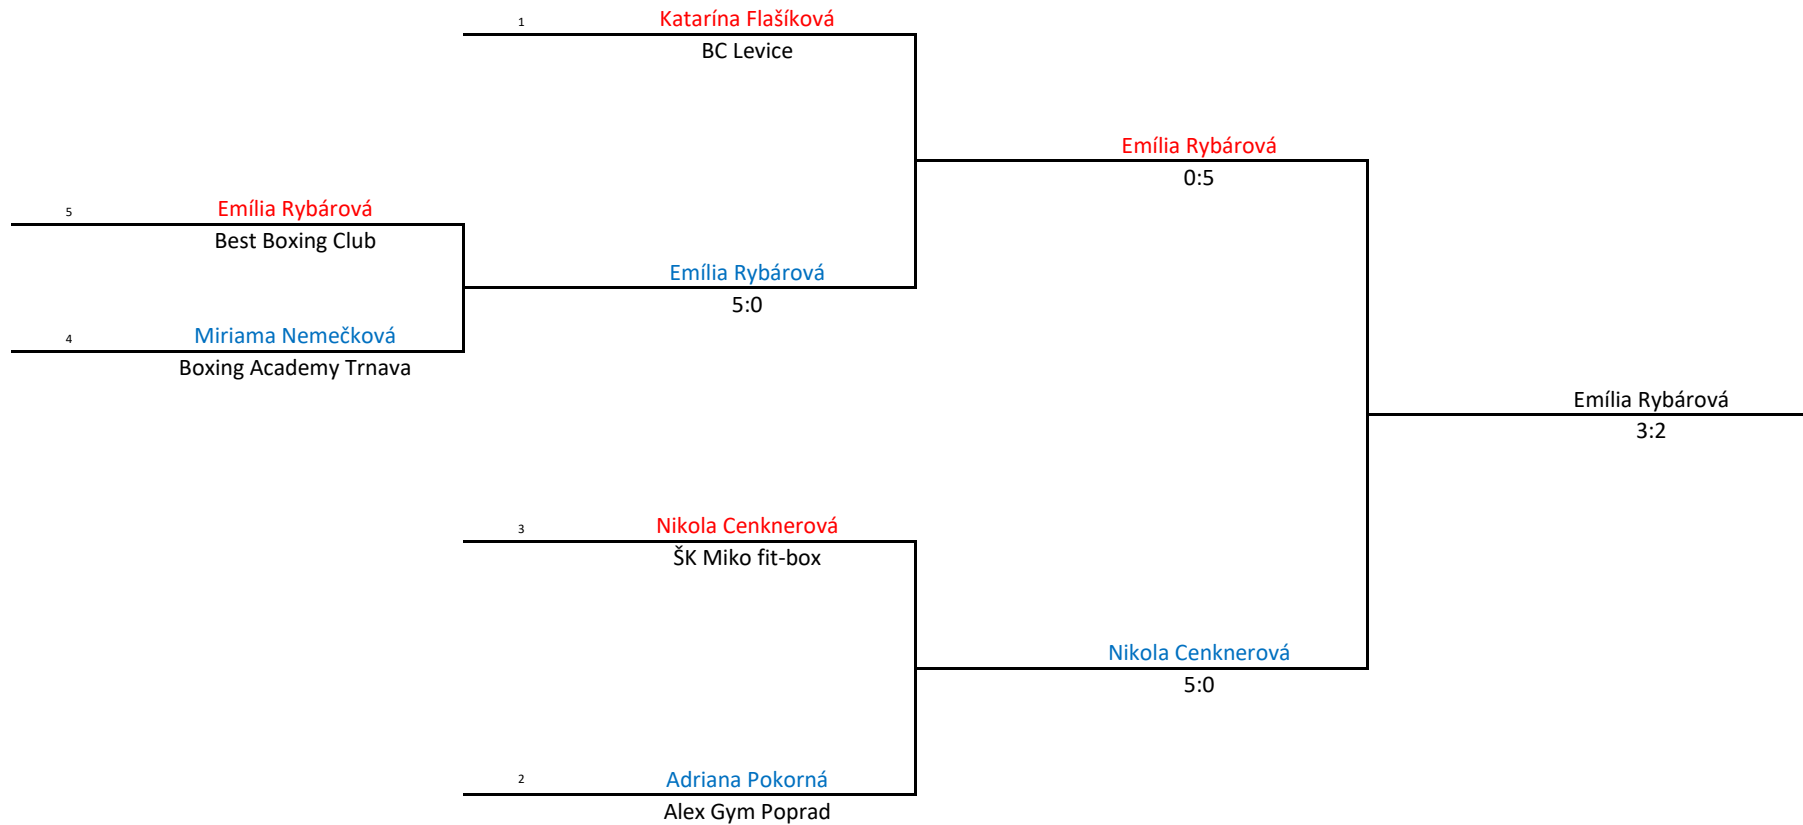 1 Katarína Flašíková
BC Levice
Emília Rybárová
0:5
5 Emília Rybárová
Best Boxing Club
Emília Rybárová
5:0
4 Miriama Nemečková
Boxing Academy Trnava
Emília Rybárová
3:2
3 Nikola Cenknerová
ŠK Miko fit-box
Nikola Cenknerová
5:0
2 Adriana Pokorná
Alex Gym Poprad